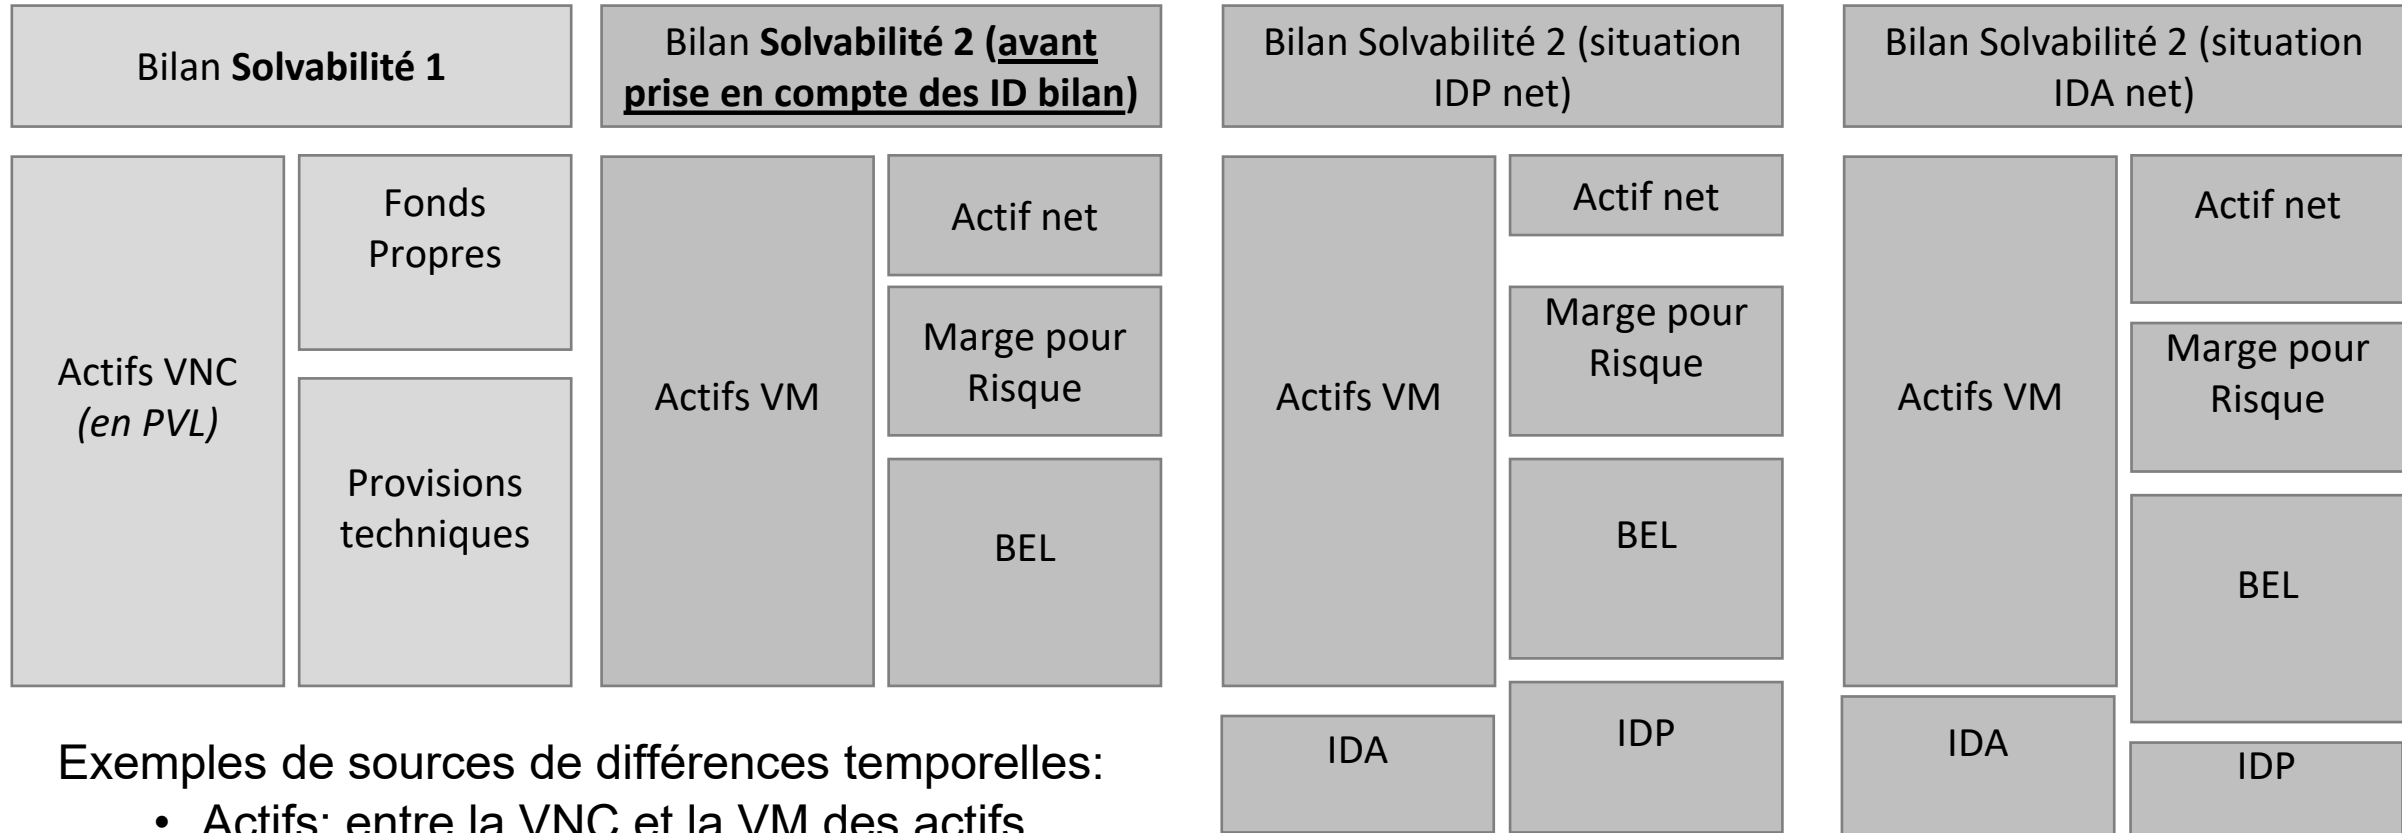 Bilan Solvabilité 1
Bilan Solvabilité 2 (avant
prise en compte des ID bilan)
Bilan Solvabilité 2 (situation
IDP net)
Bilan Solvabilité 2 (situation
IDA net)
Actifs VNC
(en PVL)
Fonds
Propres
Provisions
techniques
Actifs VM
Actif net
Marge pour
Risque
BEL
Actifs VM
IDA
Actif net
Marge pour
Risque
BEL
IDP
Actifs VM
IDA
Actif net
Marge pour
Risque
BEL
IDP
Exemples de sources de différences temporelles:
• Actifs: entre la VNC et la VM des actifs